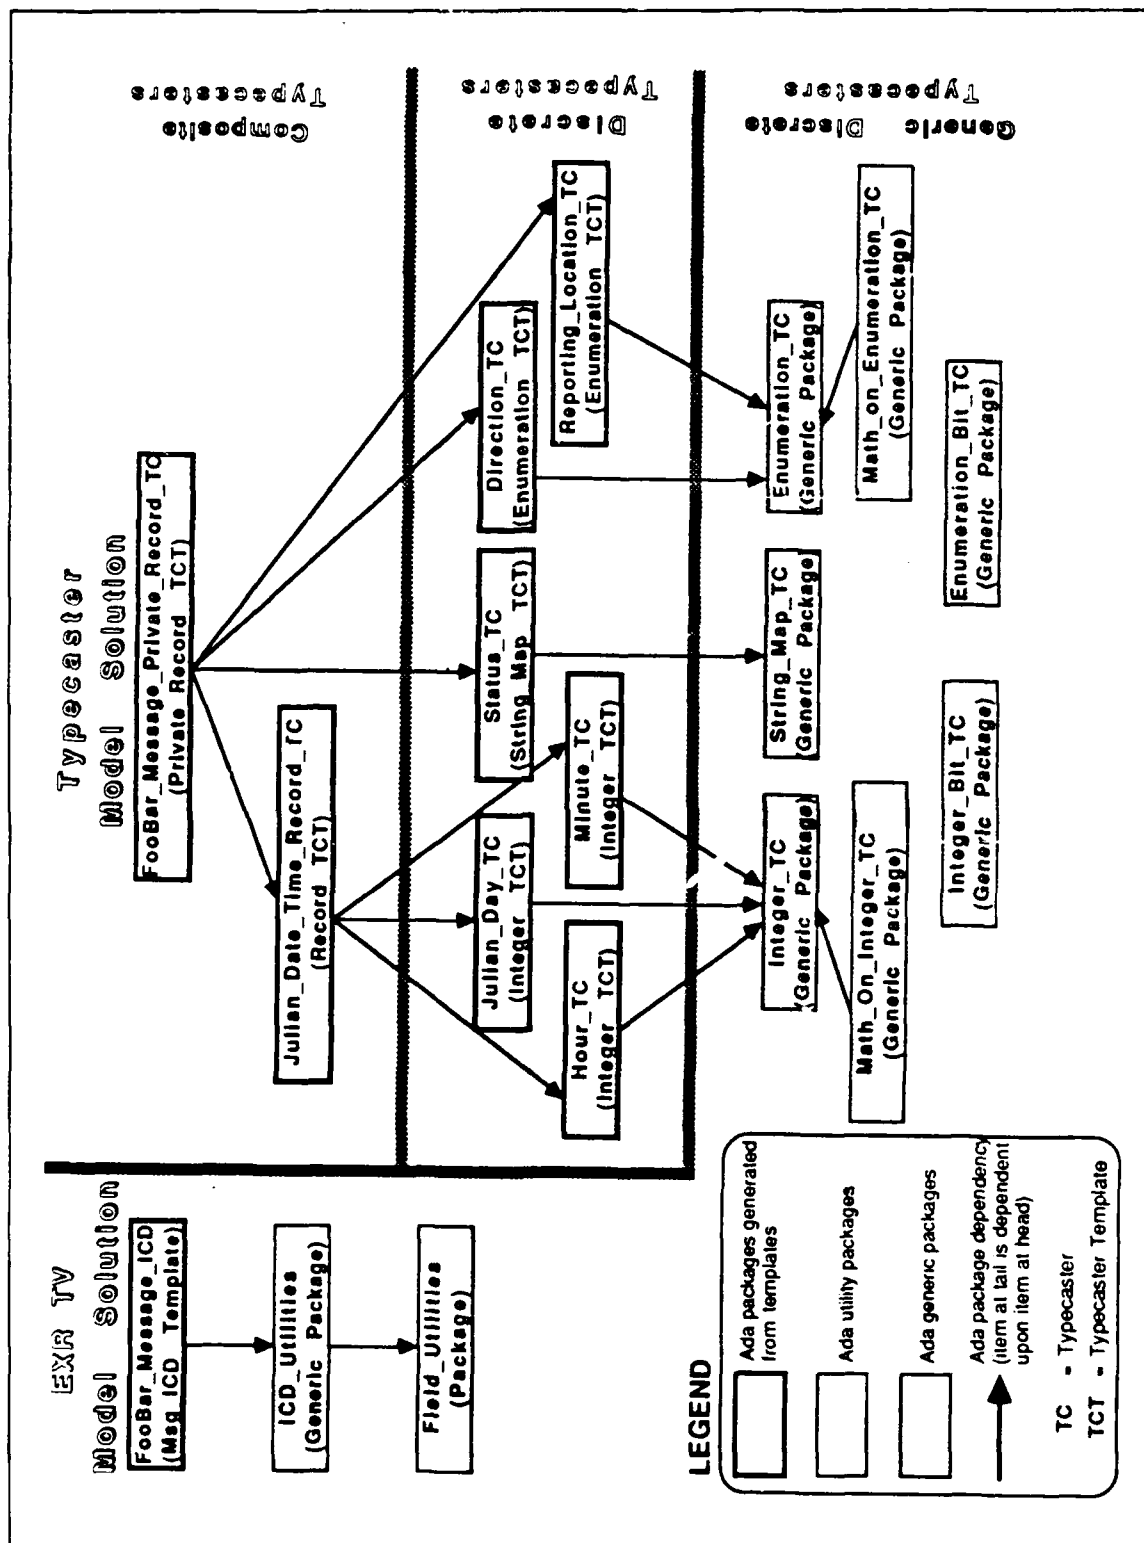 EXR TV
Model Solution
FooBar_Message_ICD
(Msg_ICD Template)
ICD_Utilities
(Generic Package)
Field_Utilities
(Package)
Typecaster
Model Solution
FooBar_Message_Private_Record_TC
(Private Record TCT)
Julian_Date_Time_Record_TC
(Record TCT)
Composite
Typecasters
Julian_Day_TC
(Integer TCT)
Status_TC
(String_Map TCT)
Direction_TC
(Enumeration TCT)
Hour_TC
(Integer TCT)
Minute_TC
(Integer TCT)
Reporting_Location_TC
(Enumeration TCT)
Discrete
Typecasters
Integer_TC
(Generic Package)
String_Map_TC
(Generic Package)
Enumeration_TC
(Generic Package)
Math_On_Integer_TC
(Generic Package)
Math_on_Enumeration_TC
(Generic Package)
Integer_Bit_TC
(Generic Package)
Enumeration_Bit_TC
(Generic Package)
Generic Discrete
Typecasters
LEGEND
Ada packages generated
from templates
Ada utility packages
Ada generic packages
Ada package dependency
(item at tail is dependent
upon item at head)
TC - Typecaster
TCT - Typecaster Template